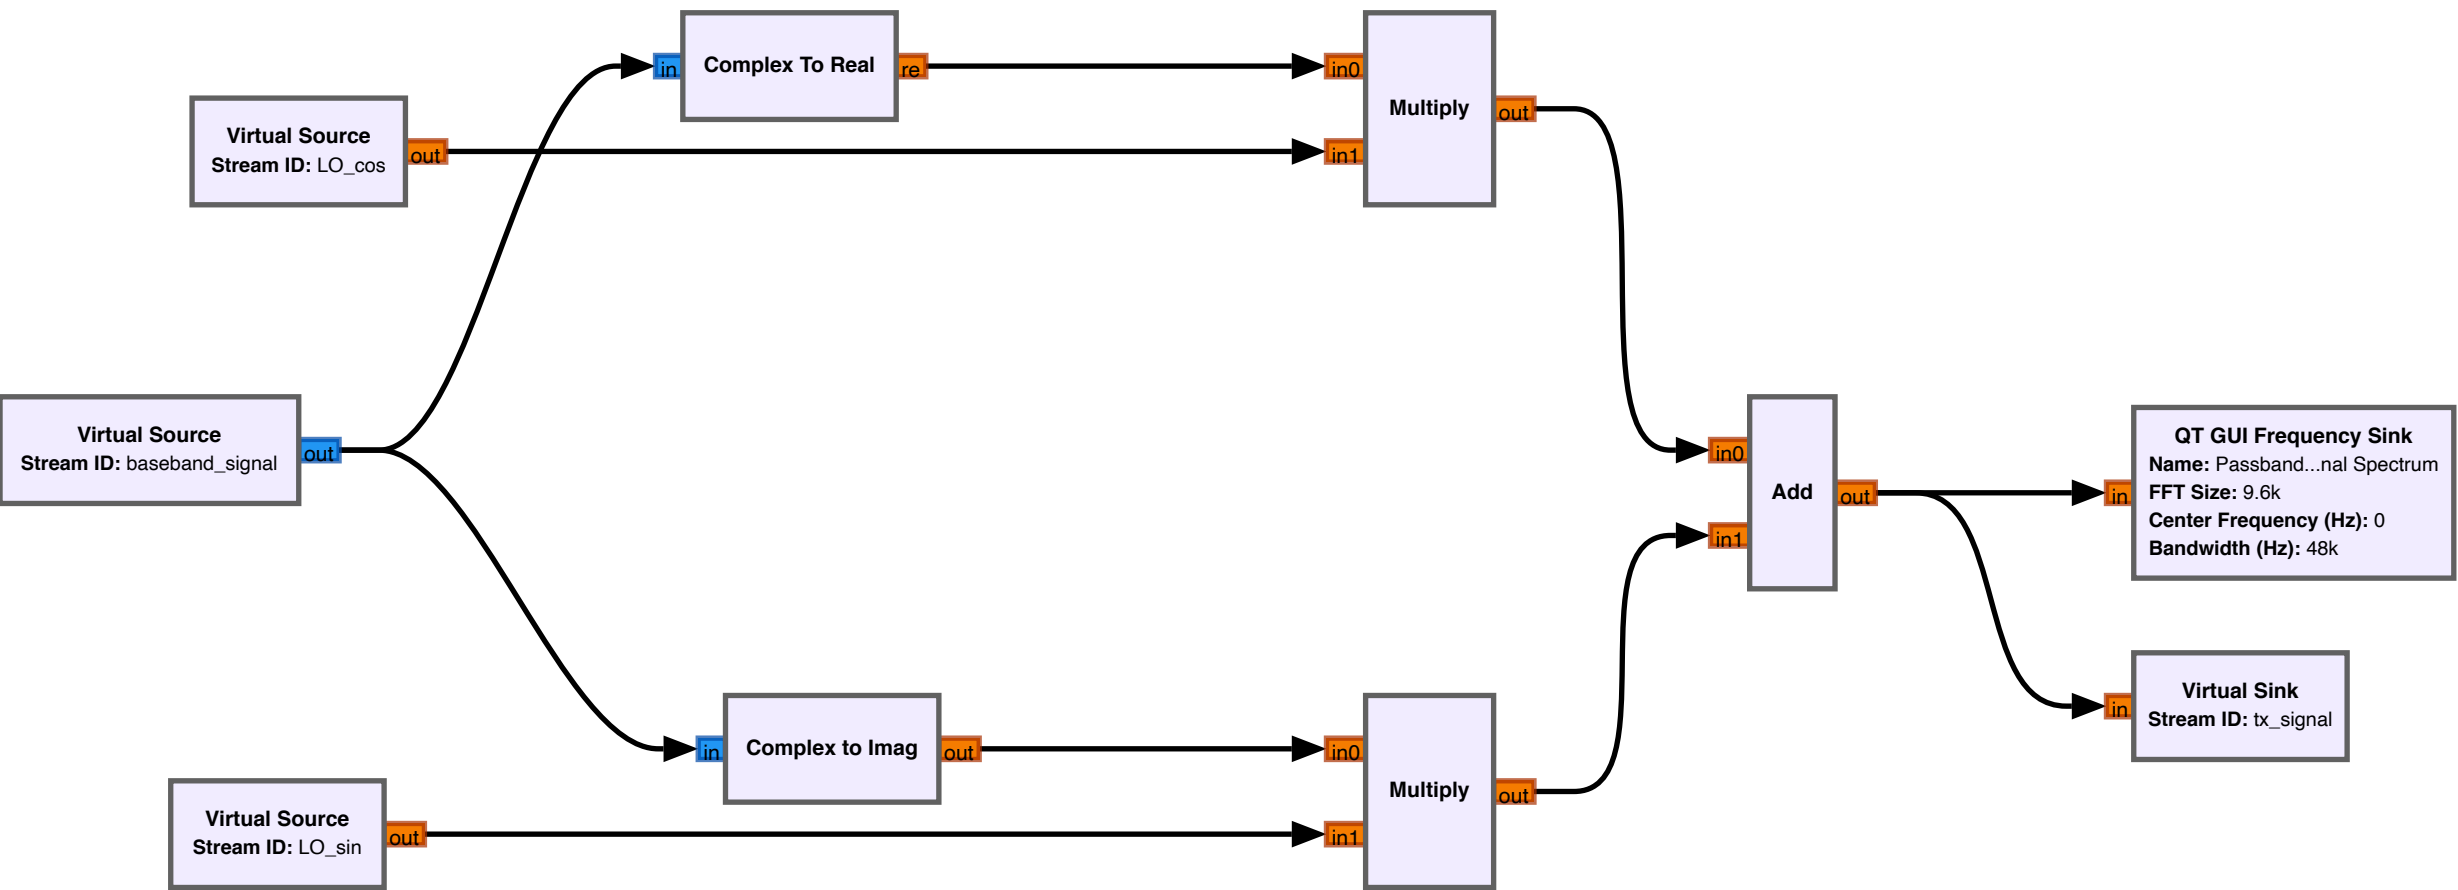 Complex To Real
in
re
in0
in1
Multiply
out
Virtual Source
Stream ID: LO_cos
out
Virtual Source
Stream ID: baseband_signal
out
in0
in1
Add
out
in
QT GUI Frequency Sink
Name: Passband...nal Spectrum
FFT Size: 9.6k
Center Frequency (Hz): 0
Bandwidth (Hz): 48k
in
Virtual Sink
Stream ID: tx_signal
in
Complex to Imag
out
in0
in1
Multiply
out
Virtual Source
Stream ID: LO_sin
out